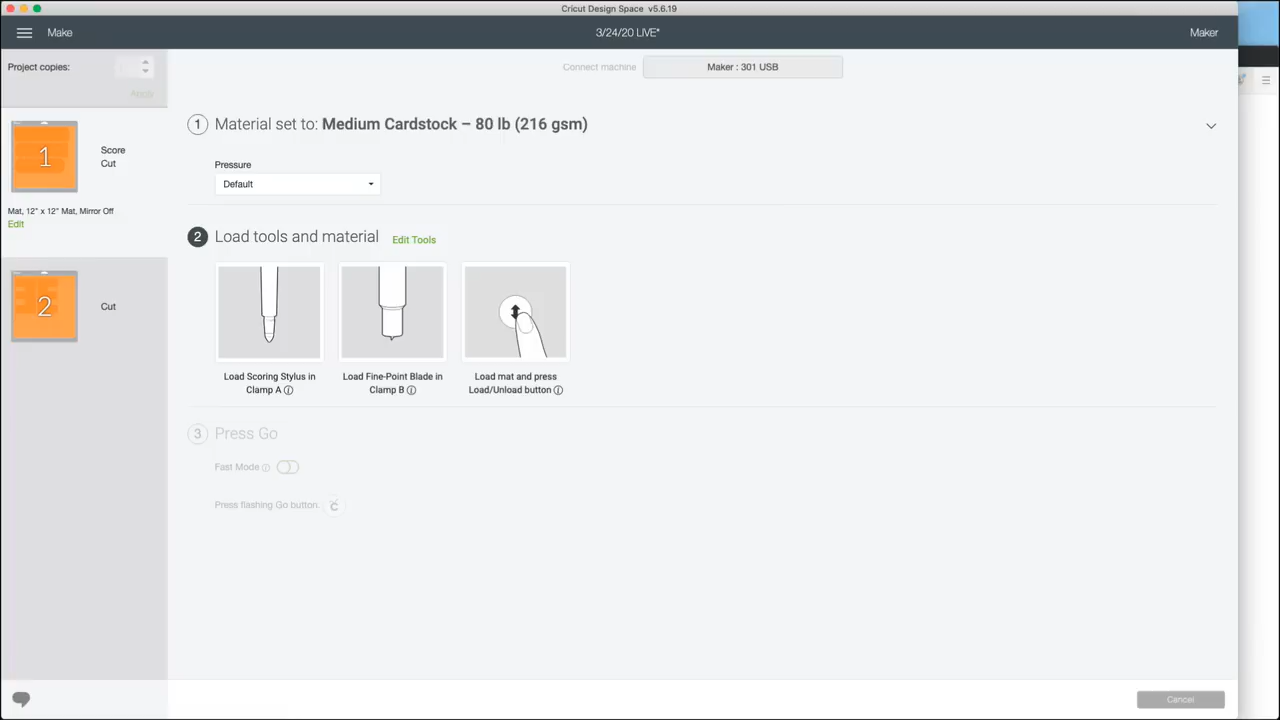 Cricut Design Space v5.6.19
Make
3/24/20 LIVE*
Maker
Project copies:
Apply
Connect machine
Maker : 301 USB
1
Score
Cut
Mat, 12" x 12" Mat, Mirror Off
Edit
2
Cut
1 Material set to: Medium Cardstock – 80 lb (216 gsm)
Pressure
Default
2 Load tools and material Edit Tools
Load Scoring Stylus in
Clamp A
Load Fine-Point Blade in
Clamp B
Load mat and press
Load/Unload button
3 Press Go
Fast Mode
Press flashing Go button.
Cancel